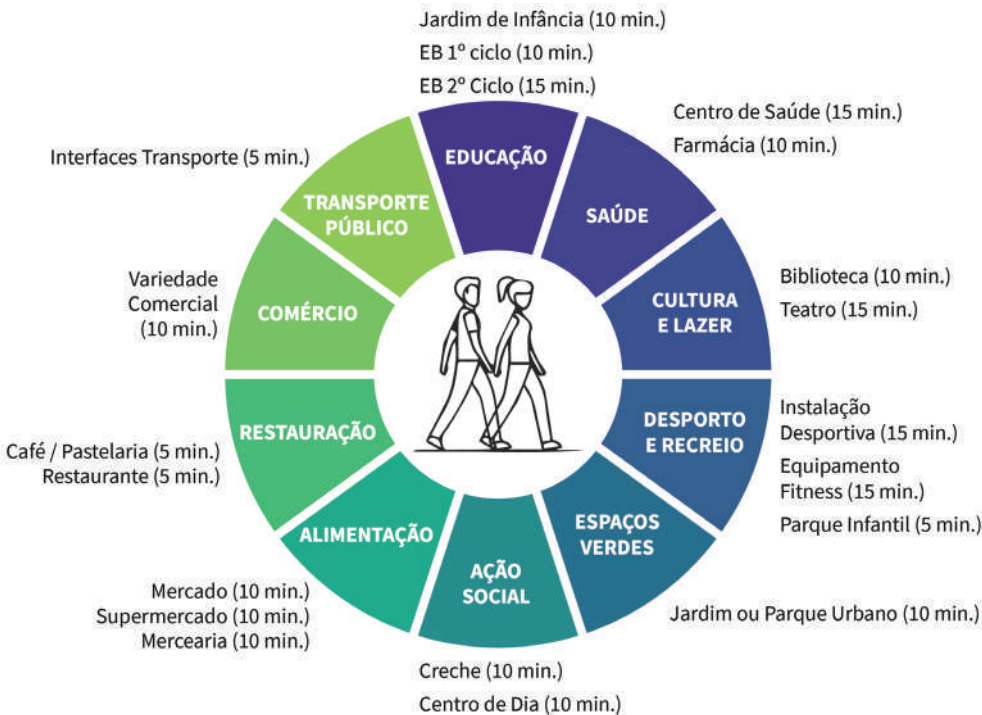 Jardim de Infância (10 min.)
EB 1º ciclo (10 min.)
EB 2º Ciclo (15 min.)
EDUCAÇÃO
Centro de Saúde (15 min.)
Farmácia (10 min.)
SAÚDE
Biblioteca (10 min.)
Teatro (15 min.)
CULTURA
E LAZER
Instalação
Desportiva (15 min.)
Equipamento
Fitness (15 min.)
Parque Infantil (5 min.)
DESPORTO
E RECREIO
Jardim ou Parque Urbano (10 min.)
ESPAÇOS
VERDES
AÇÃO
SOCIAL
Creche (10 min.)
Centro de Dia (10 min.)
ALIMENTAÇÃO
Mercado (10 min.)
Supermercado (10 min.)
Mercearia (10 min.)
RESTAURAÇÃO
Café / Pastelaria (5 min.)
Restaurante (5 min.)
COMÉRCIO
Variedade
Comercial
(10 min.)
TRANSPORTE
PÚBLICO
Interfaces Transporte (5 min.)